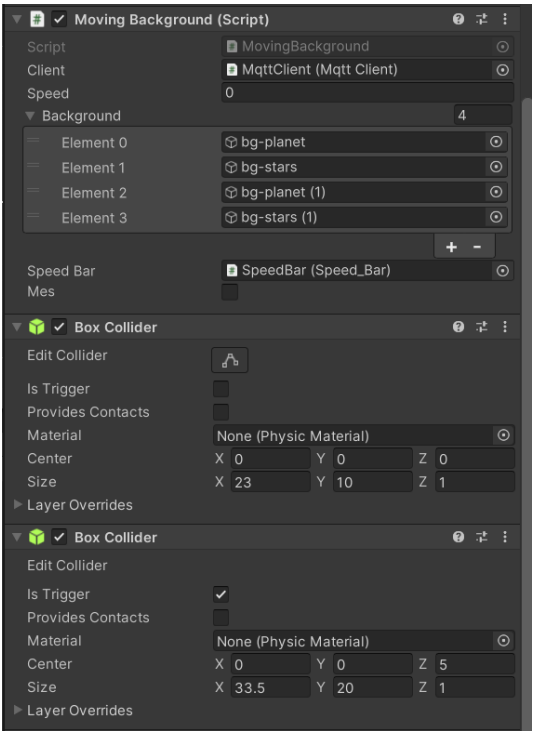 Moving Background (Script)
Script MovingBackground
Client MqttClient (Mqtt Client)
Speed 0
Background 4
Element 0 bg-planet
Element 1 bg-stars
Element 2 bg-planet (1)
Element 3 bg-stars (1)
+ -
Speed Bar SpeedBar (Speed_Bar)
Mes
Box Collider
Edit Collider
Is Trigger
Provides Contacts
Material None (Physic Material)
Center X 0 Y 0 Z 0
Size X 23 Y 10 Z 1
Layer Overrides
Box Collider
Edit Collider
Is Trigger
Provides Contacts
Material None (Physic Material)
Center X 0 Y 0 Z 5
Size X 33.5 Y 20 Z 1
Layer Overrides